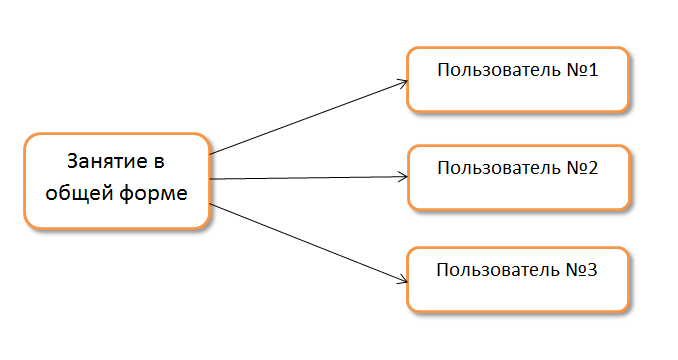 Занятие в
общей форме
Пользователь №1
Пользователь №2
Пользователь №3